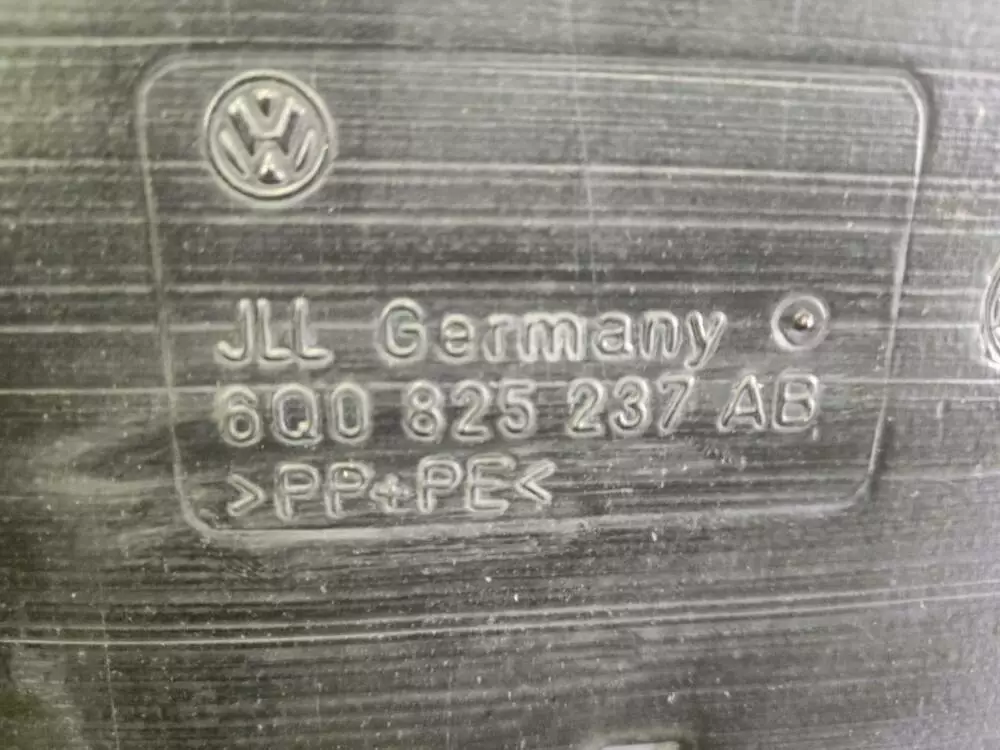 JLL Germany
6Q0 825 237 AB
>PP+PE<